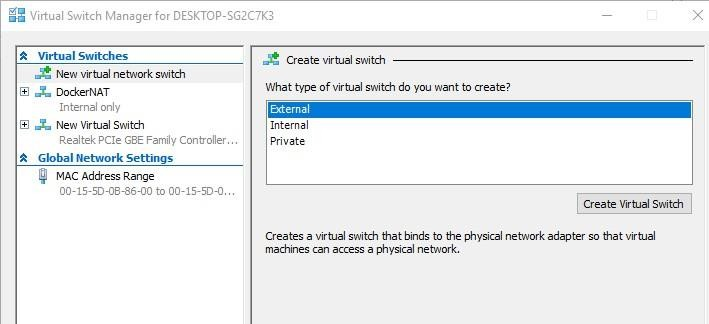 Virtual Switch Manager for DESKTOP-SG2C7K3
Virtual Switches
New virtual network switch
DockerNAT
Internal only
New Virtual Switch
Realtek PCIe GBE Family Controller...
Global Network Settings
MAC Address Range
00-15-5D-0B-86-00 to 00-15-5D-0...
Create virtual switch
What type of virtual switch do you want to create?
External
Internal
Private
Create Virtual Switch
Creates a virtual switch that binds to the physical network adapter so that virtual
machines can access a physical network.